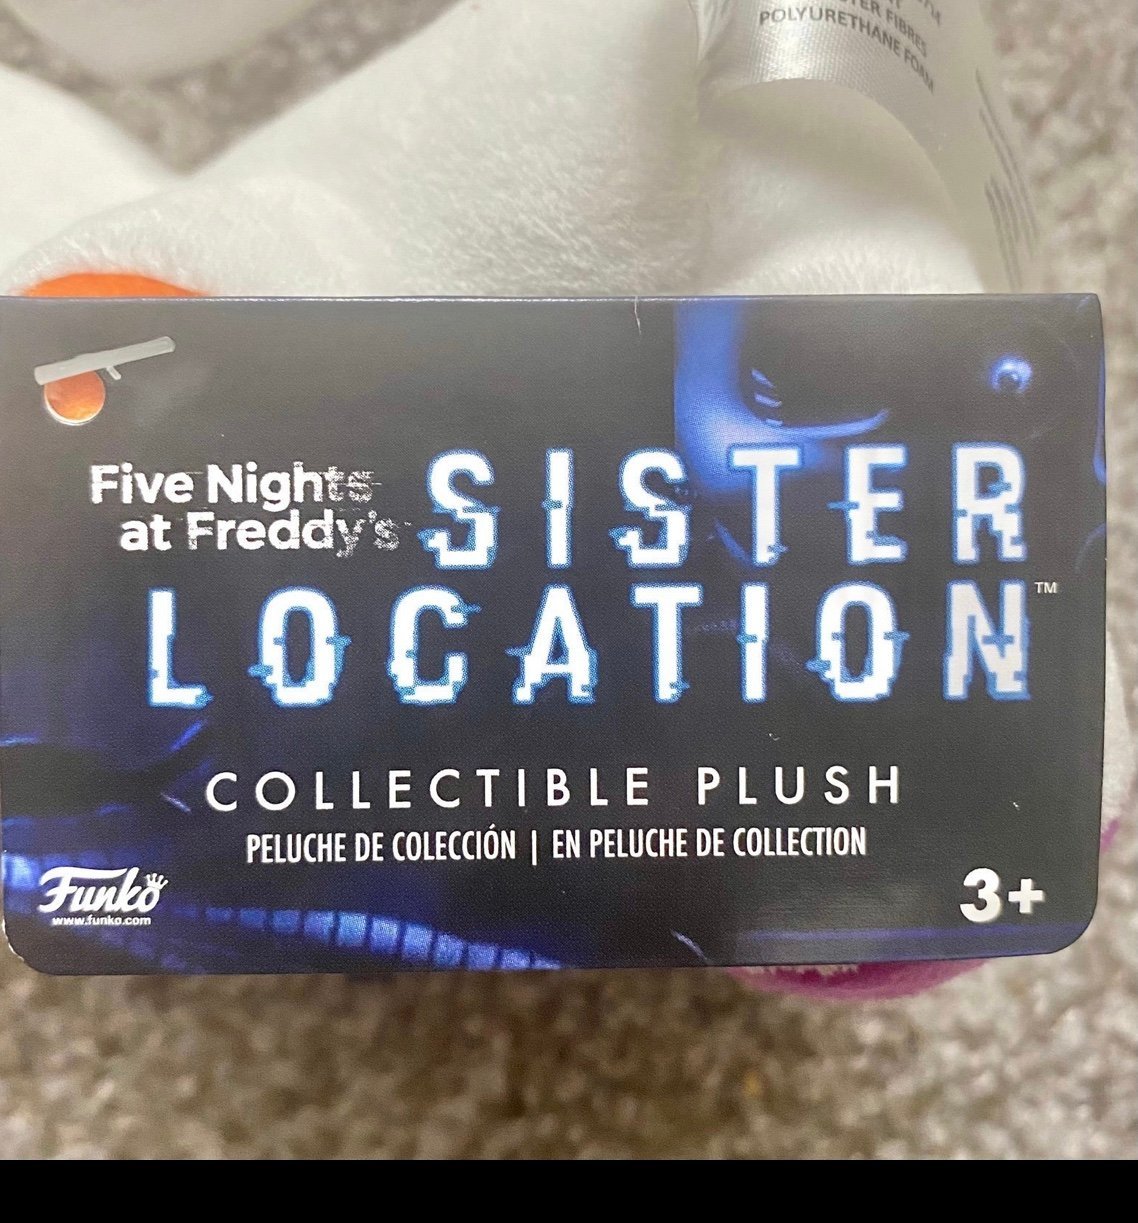 POLYURETHANE FOAM
Five Nights
at Freddy's
SISTER
LOCATION™
COLLECTIBLE PLUSH
PELUCHE DE COLECCIÓN | EN PELUCHE DE COLLECTION
Funko
www.funko.com
3+